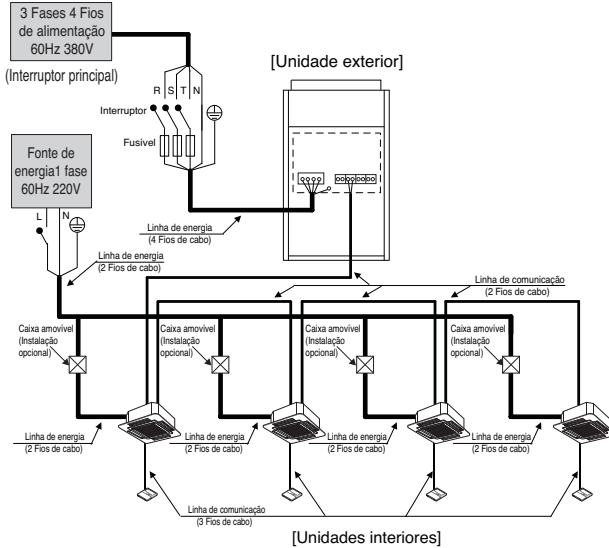 3 Fases 4 Fios
de alimentação
60Hz 380V
(Interruptor principal)
[Unidade exterior]
R S T N
Interruptor
Fusível
Fonte de
energia1 fase
60Hz 220V
L N
Linha de energia
(4 Fios de cabo)
Linha de energia
(2 Fios de cabo)
Linha de comunicação
(2 Fios de cabo)
Caixa amovível
(Instalação
opcional)
Caixa amovível
(Instalação
opcional)
Caixa amovível
(Instalação
opcional)
Caixa amovível
(Instalação
opcional)
Linha de energia
(2 Fios de cabo)
Linha de energia
(2 Fios de cabo)
Linha de energia
(2 Fios de cabo)
Linha de energia
(2 Fios de cabo)
Linha de comunicação
(3 Fios de cabo)
[Unidades interiores]